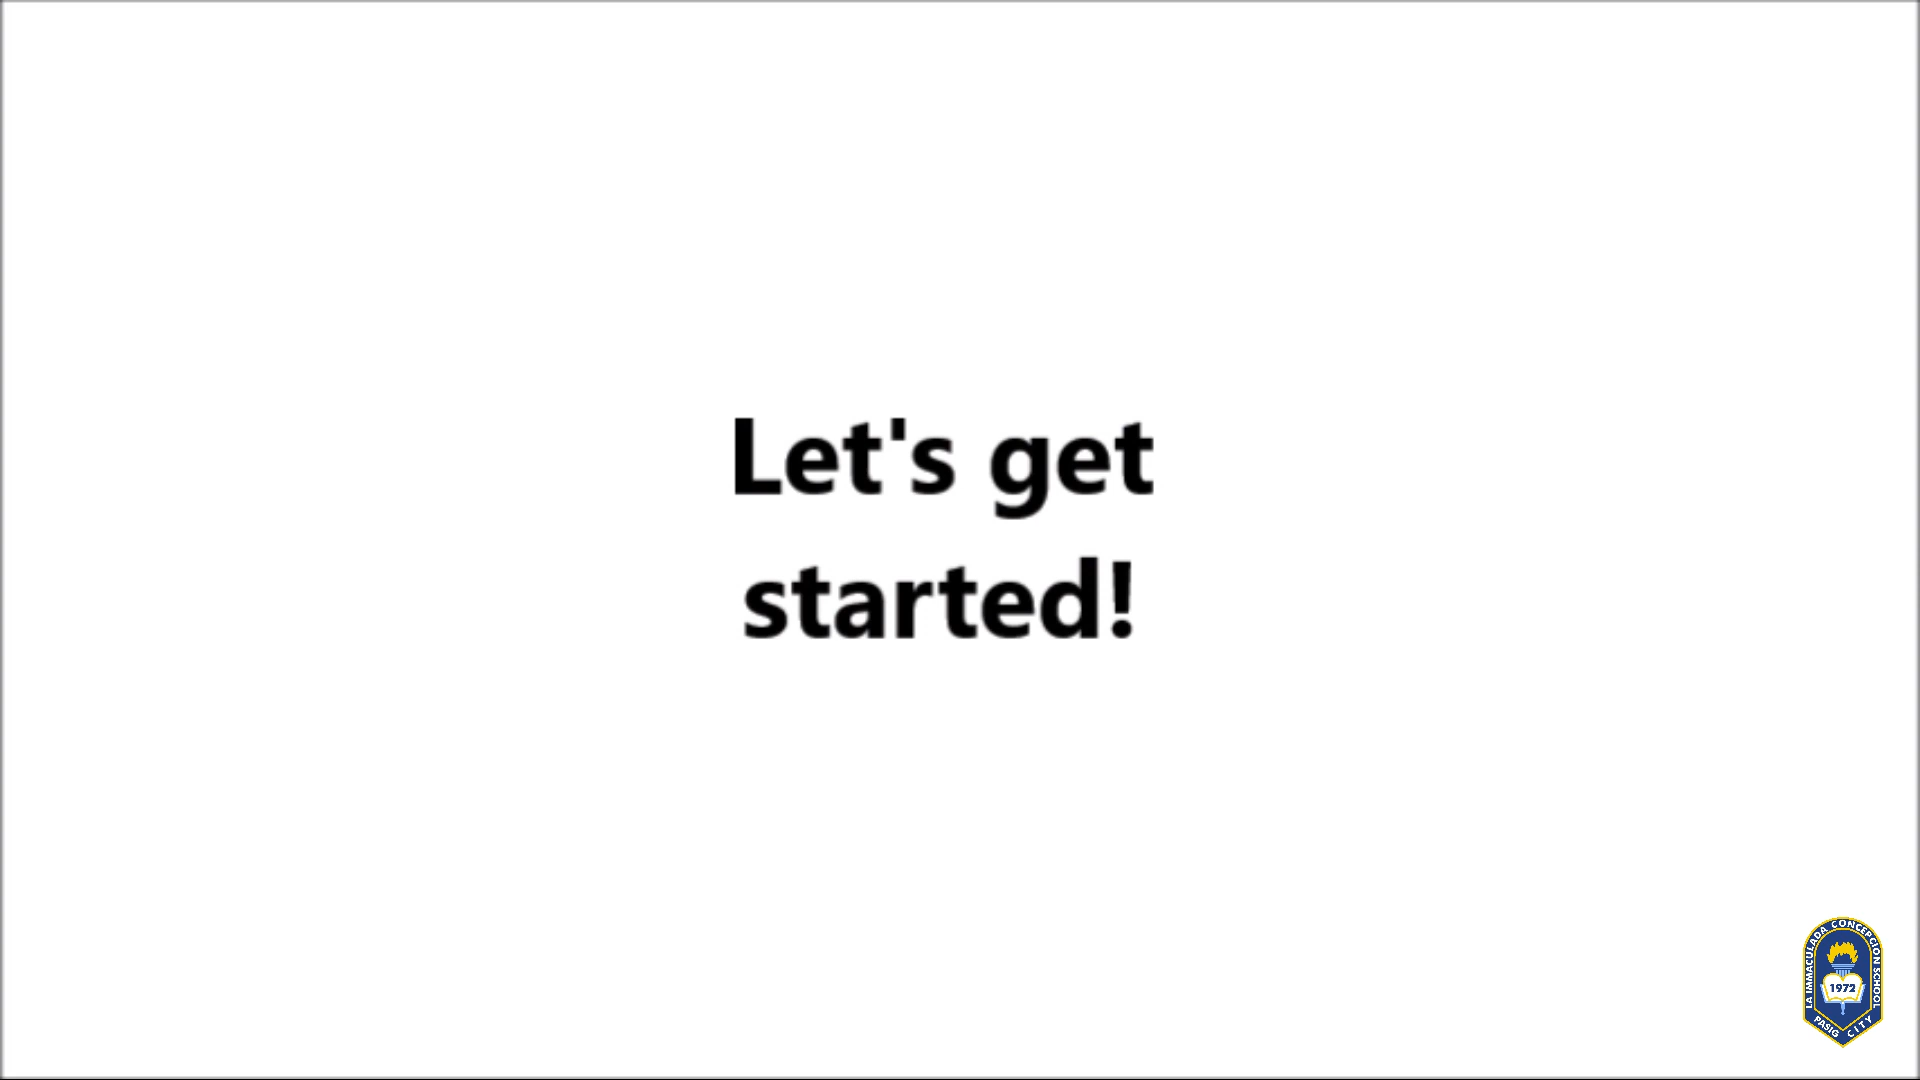 Let's get
started!
LA IMMACULADA CONCEPCION SCHOOL
1972
PASIG CITY